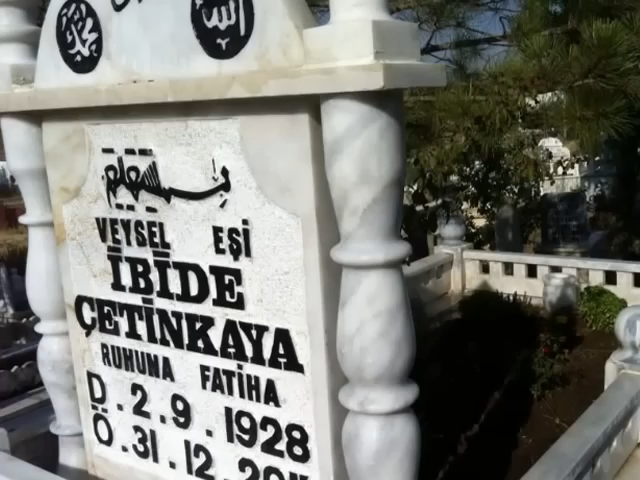 محمد الله
VEYSEL EŞİ
İBİDE
ÇETİNKAYA
RUHUNA FATİHA
D.2.9.1928
Ö.31.12.